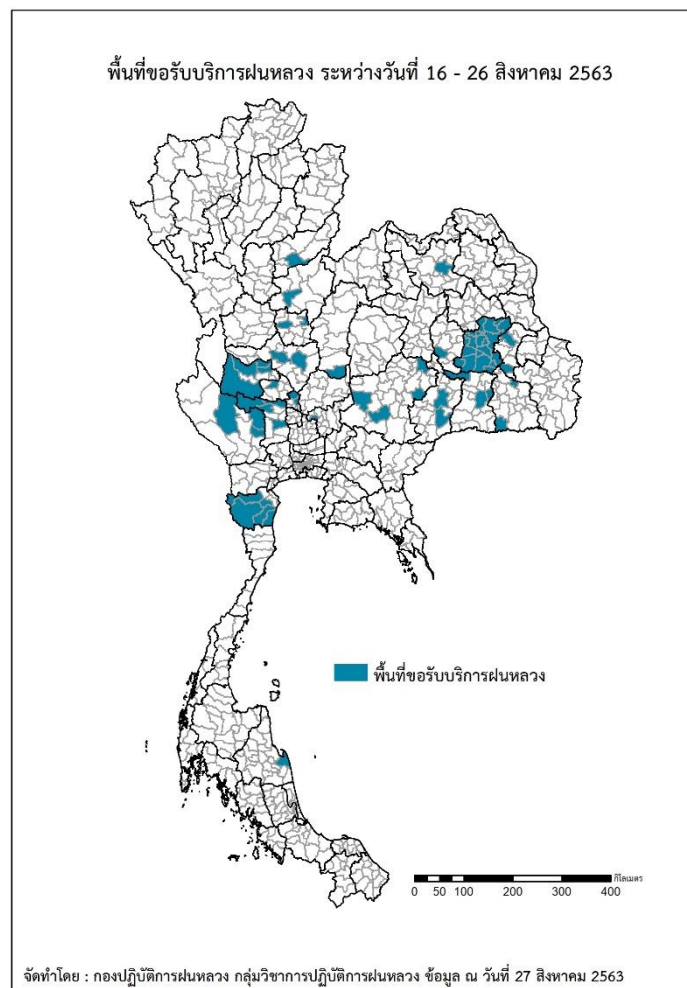 พื้นที่ขอรับบริการฝนหลวง ระหว่างวันที่ 16 - 26 สิงหาคม 2563
พื้นที่ขอรับบริการฝนหลวง
กิโลเมตร
0 50 100 200 300 400
จัดทำโดย : กองปฏิบัติการฝนหลวง กลุ่มวิชาการปฏิบัติการฝนหลวง ข้อมูล ณ วันที่ 27 สิงหาคม 2563